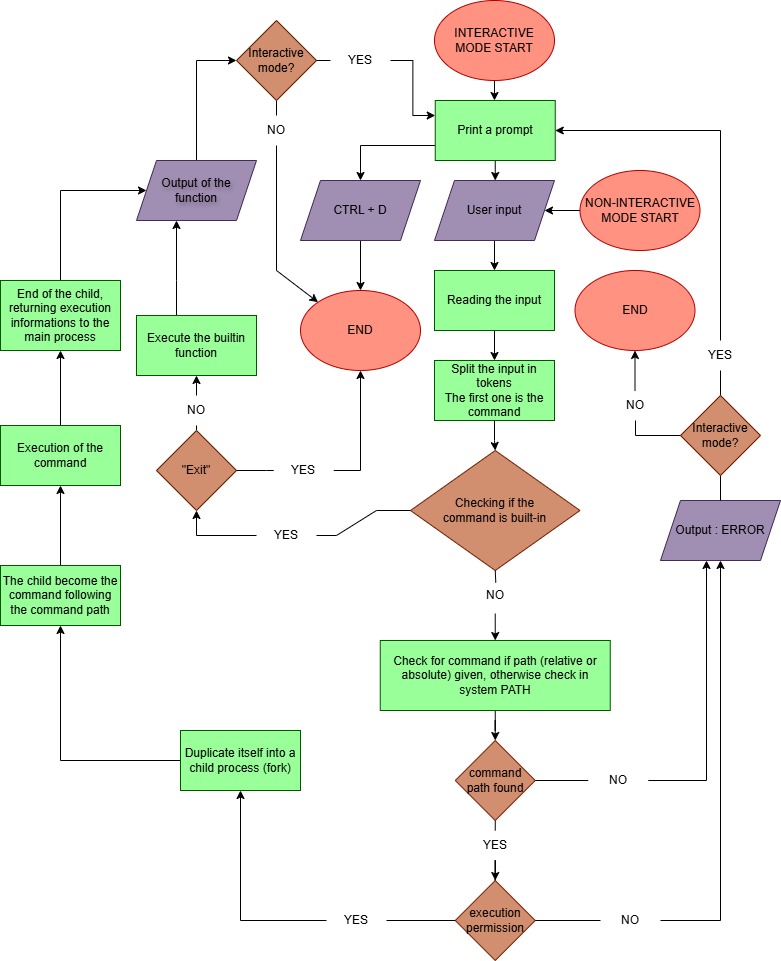 INTERACTIVE
MODE START
Interactive
mode?
YES
NO
Print a prompt
Output of the
function
CTRL + D
User input
NON-INTERACTIVE
MODE START
End of the child,
returning execution
informations to the
main process
Execute the builtin
function
END
Reading the input
END
YES
Split the input in
tokens
The first one is the
command
NO
NO
Interactive
mode?
Execution of the
command
"Exit"
YES
Checking if the
command is built-in
YES
Output : ERROR
The child become the
command following
the command path
NO
Check for command if path (relative or
absolute) given, otherwise check in
system PATH
Duplicate itself into a
child process (fork)
command
path found
NO
YES
execution
permission
YES
NO